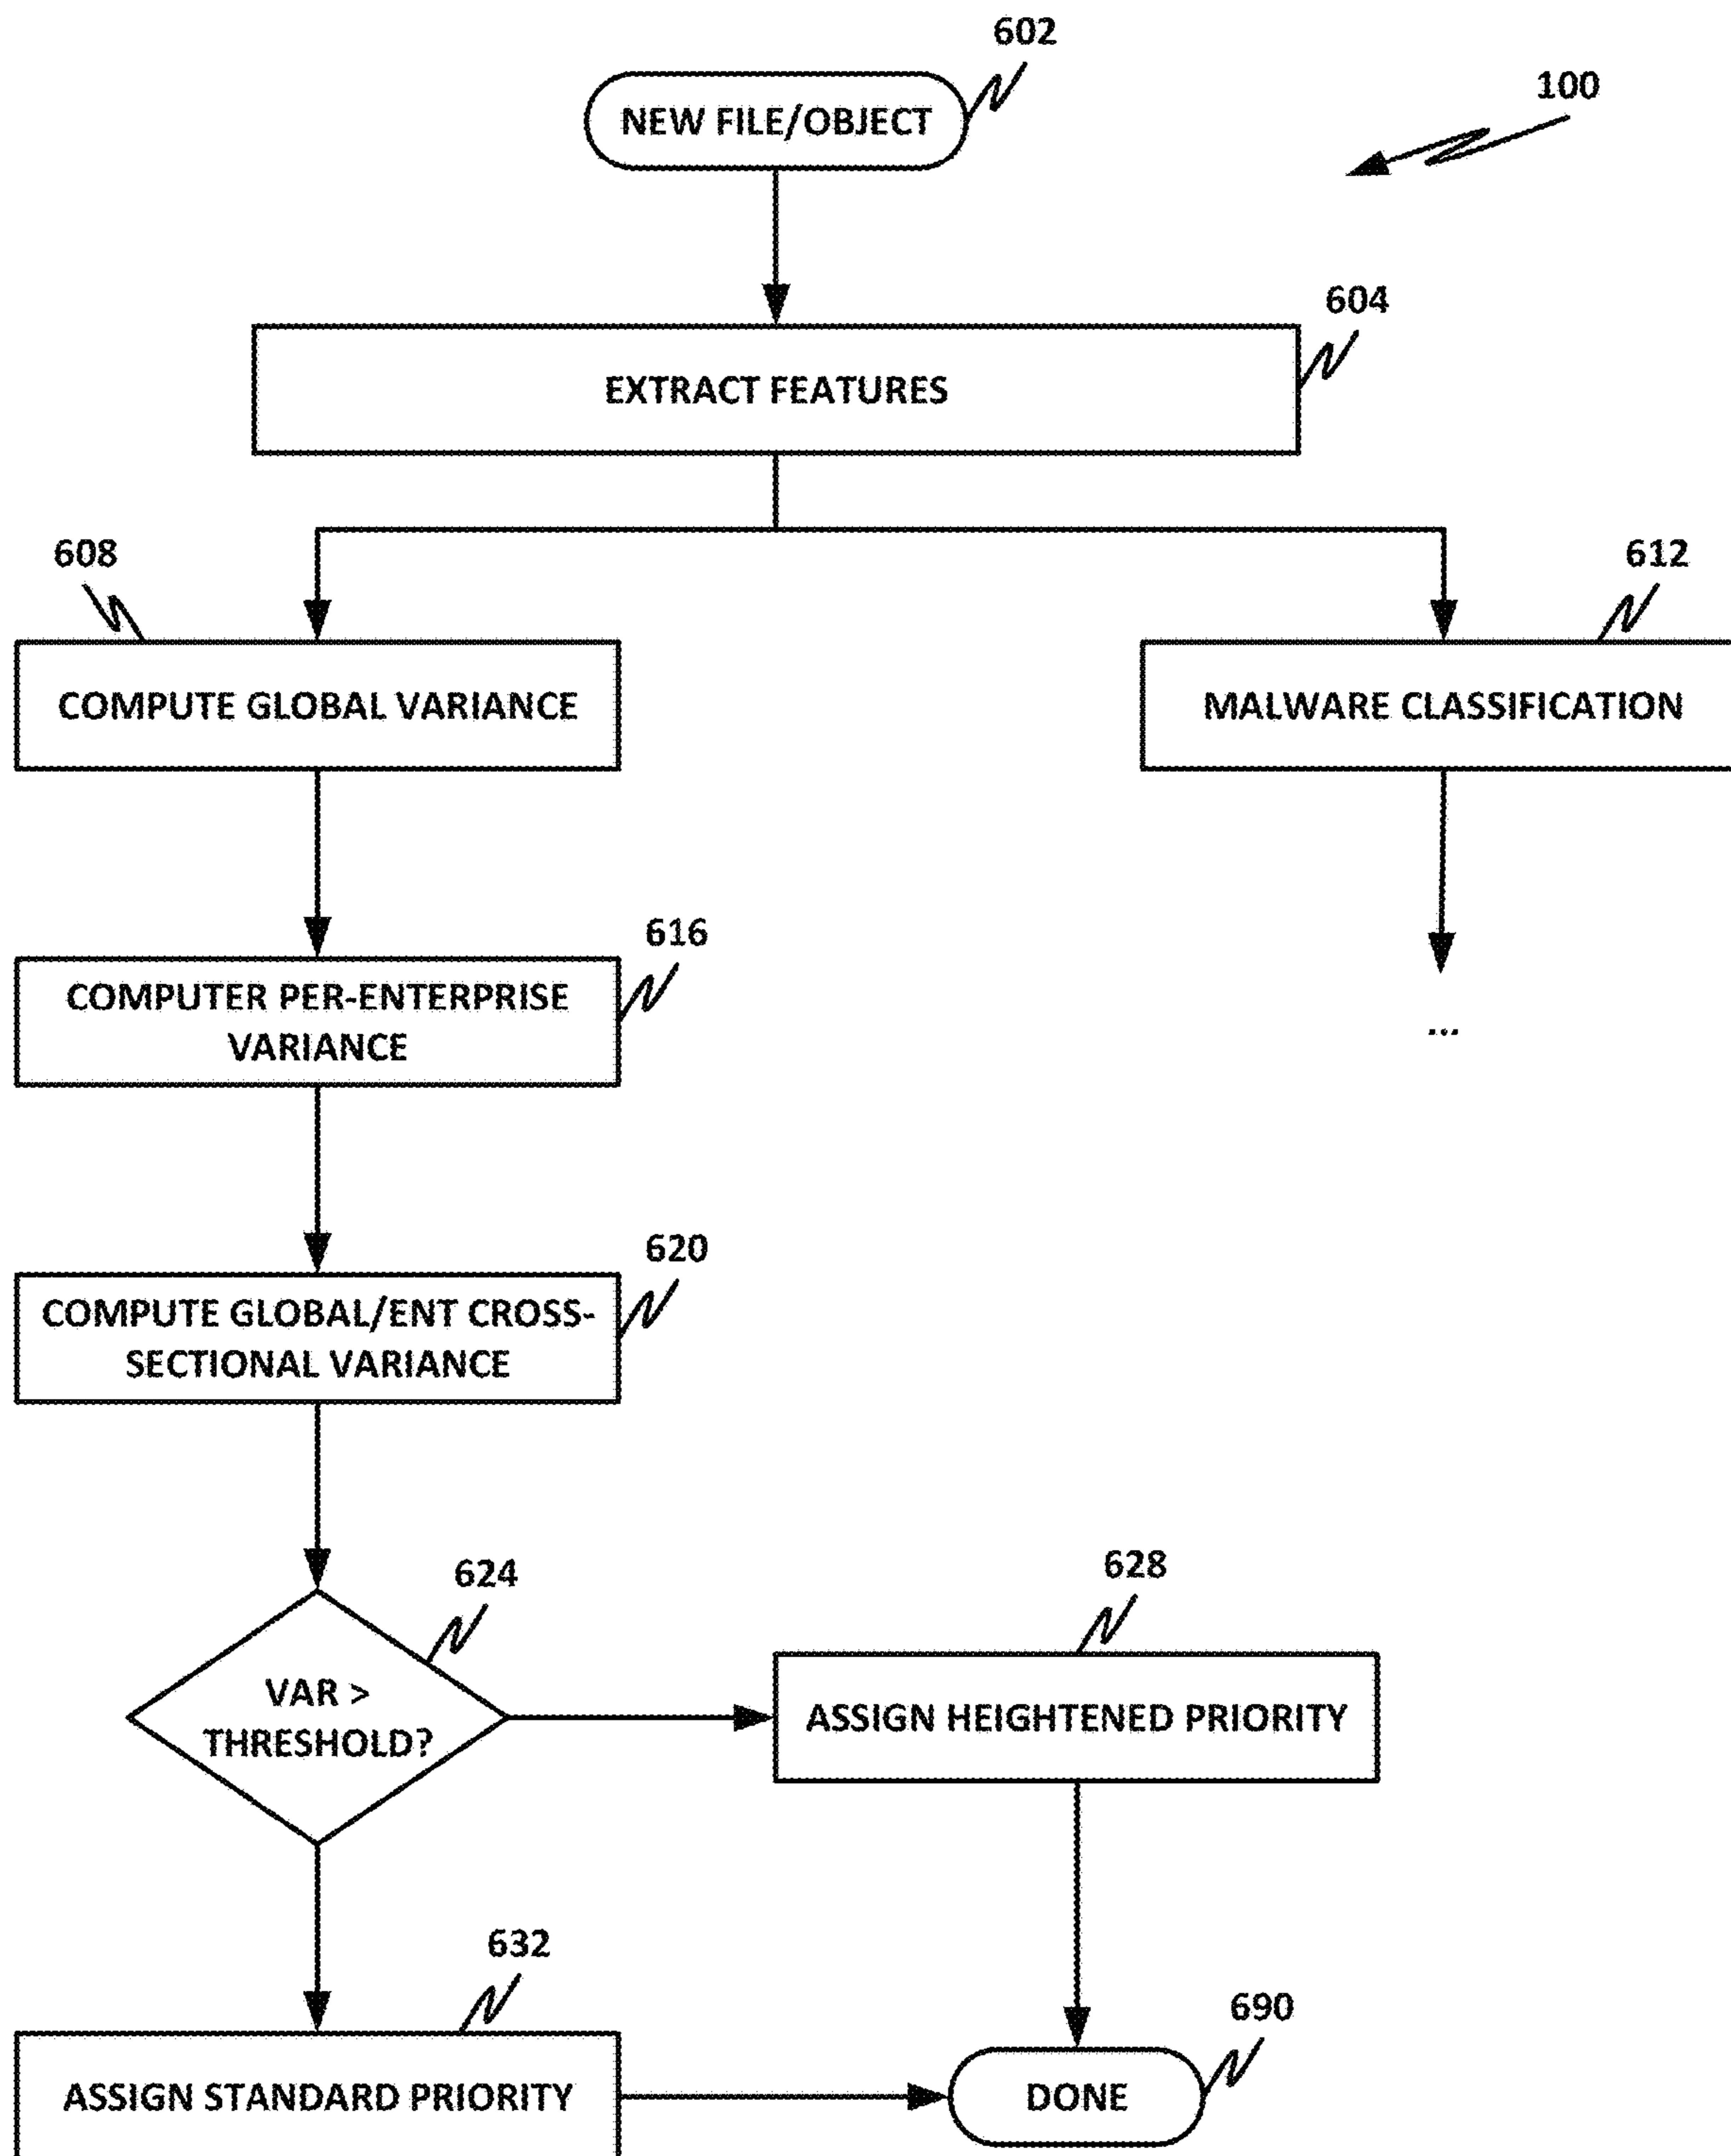 602
NEW FILE/OBJECT
100
604
EXTRACT FEATURES
608
612
COMPUTE GLOBAL VARIANCE
MALWARE CLASSIFICATION
616
COMPUTER PER-ENTERPRISE
VARIANCE
...
620
COMPUTE GLOBAL/ENT CROSS-
SECTIONAL VARIANCE
624
628
VAR >
THRESHOLD?
ASSIGN HEIGHTENED PRIORITY
632
690
ASSIGN STANDARD PRIORITY
DONE